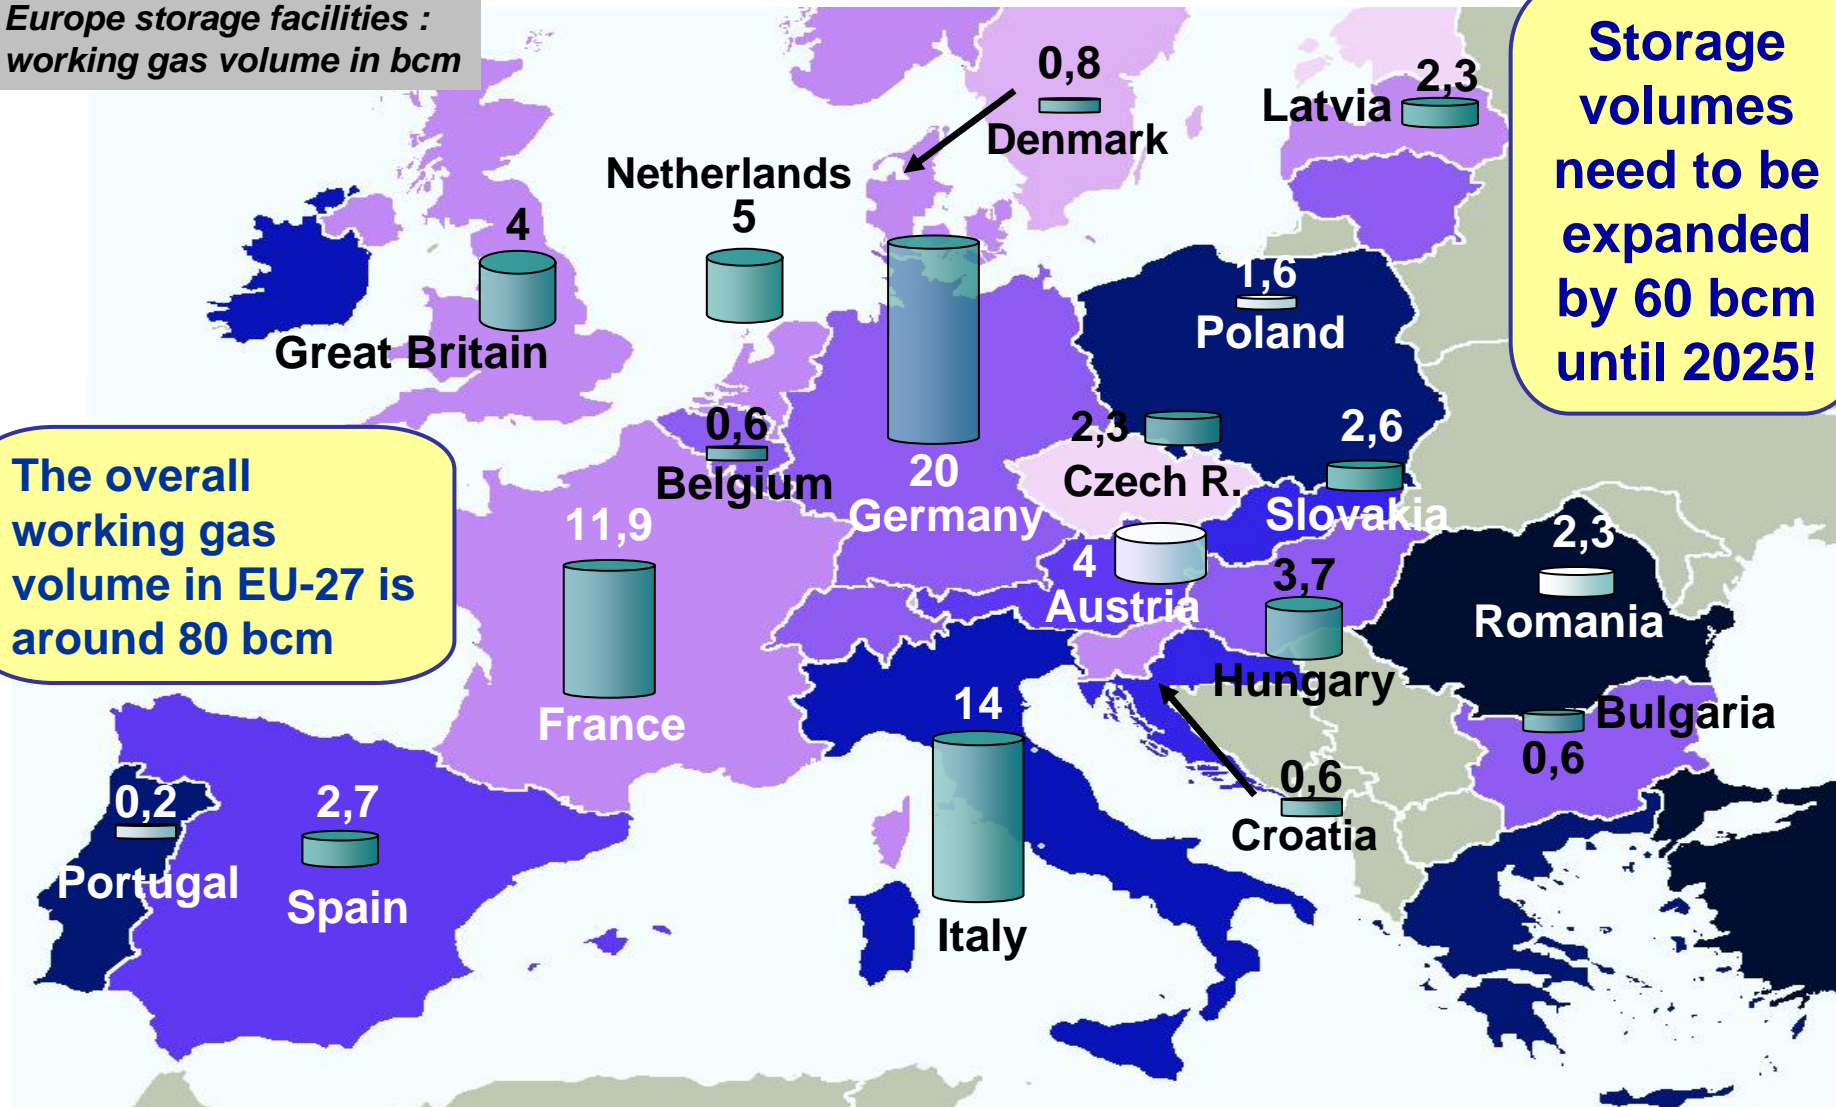 Europe storage facilities :
working gas volume in bcm
0,8
Denmark
Latvia
2,3
Storage
volumes
need to be
expanded
by 60 bcm
until 2025!
Netherlands
5
4
Great Britain
1,6
Poland
0,6
Belgium
20
Germany
2,3
Czech R.
2,6
Slovakia
The overall
working gas
volume in EU-27 is
around 80 bcm
11,9
France
4
Austria
3,7
Hungary
2,3
Romania
14
Italy
Bulgaria
0,6
0,6
Croatia
0,2
Portugal
2,7
Spain